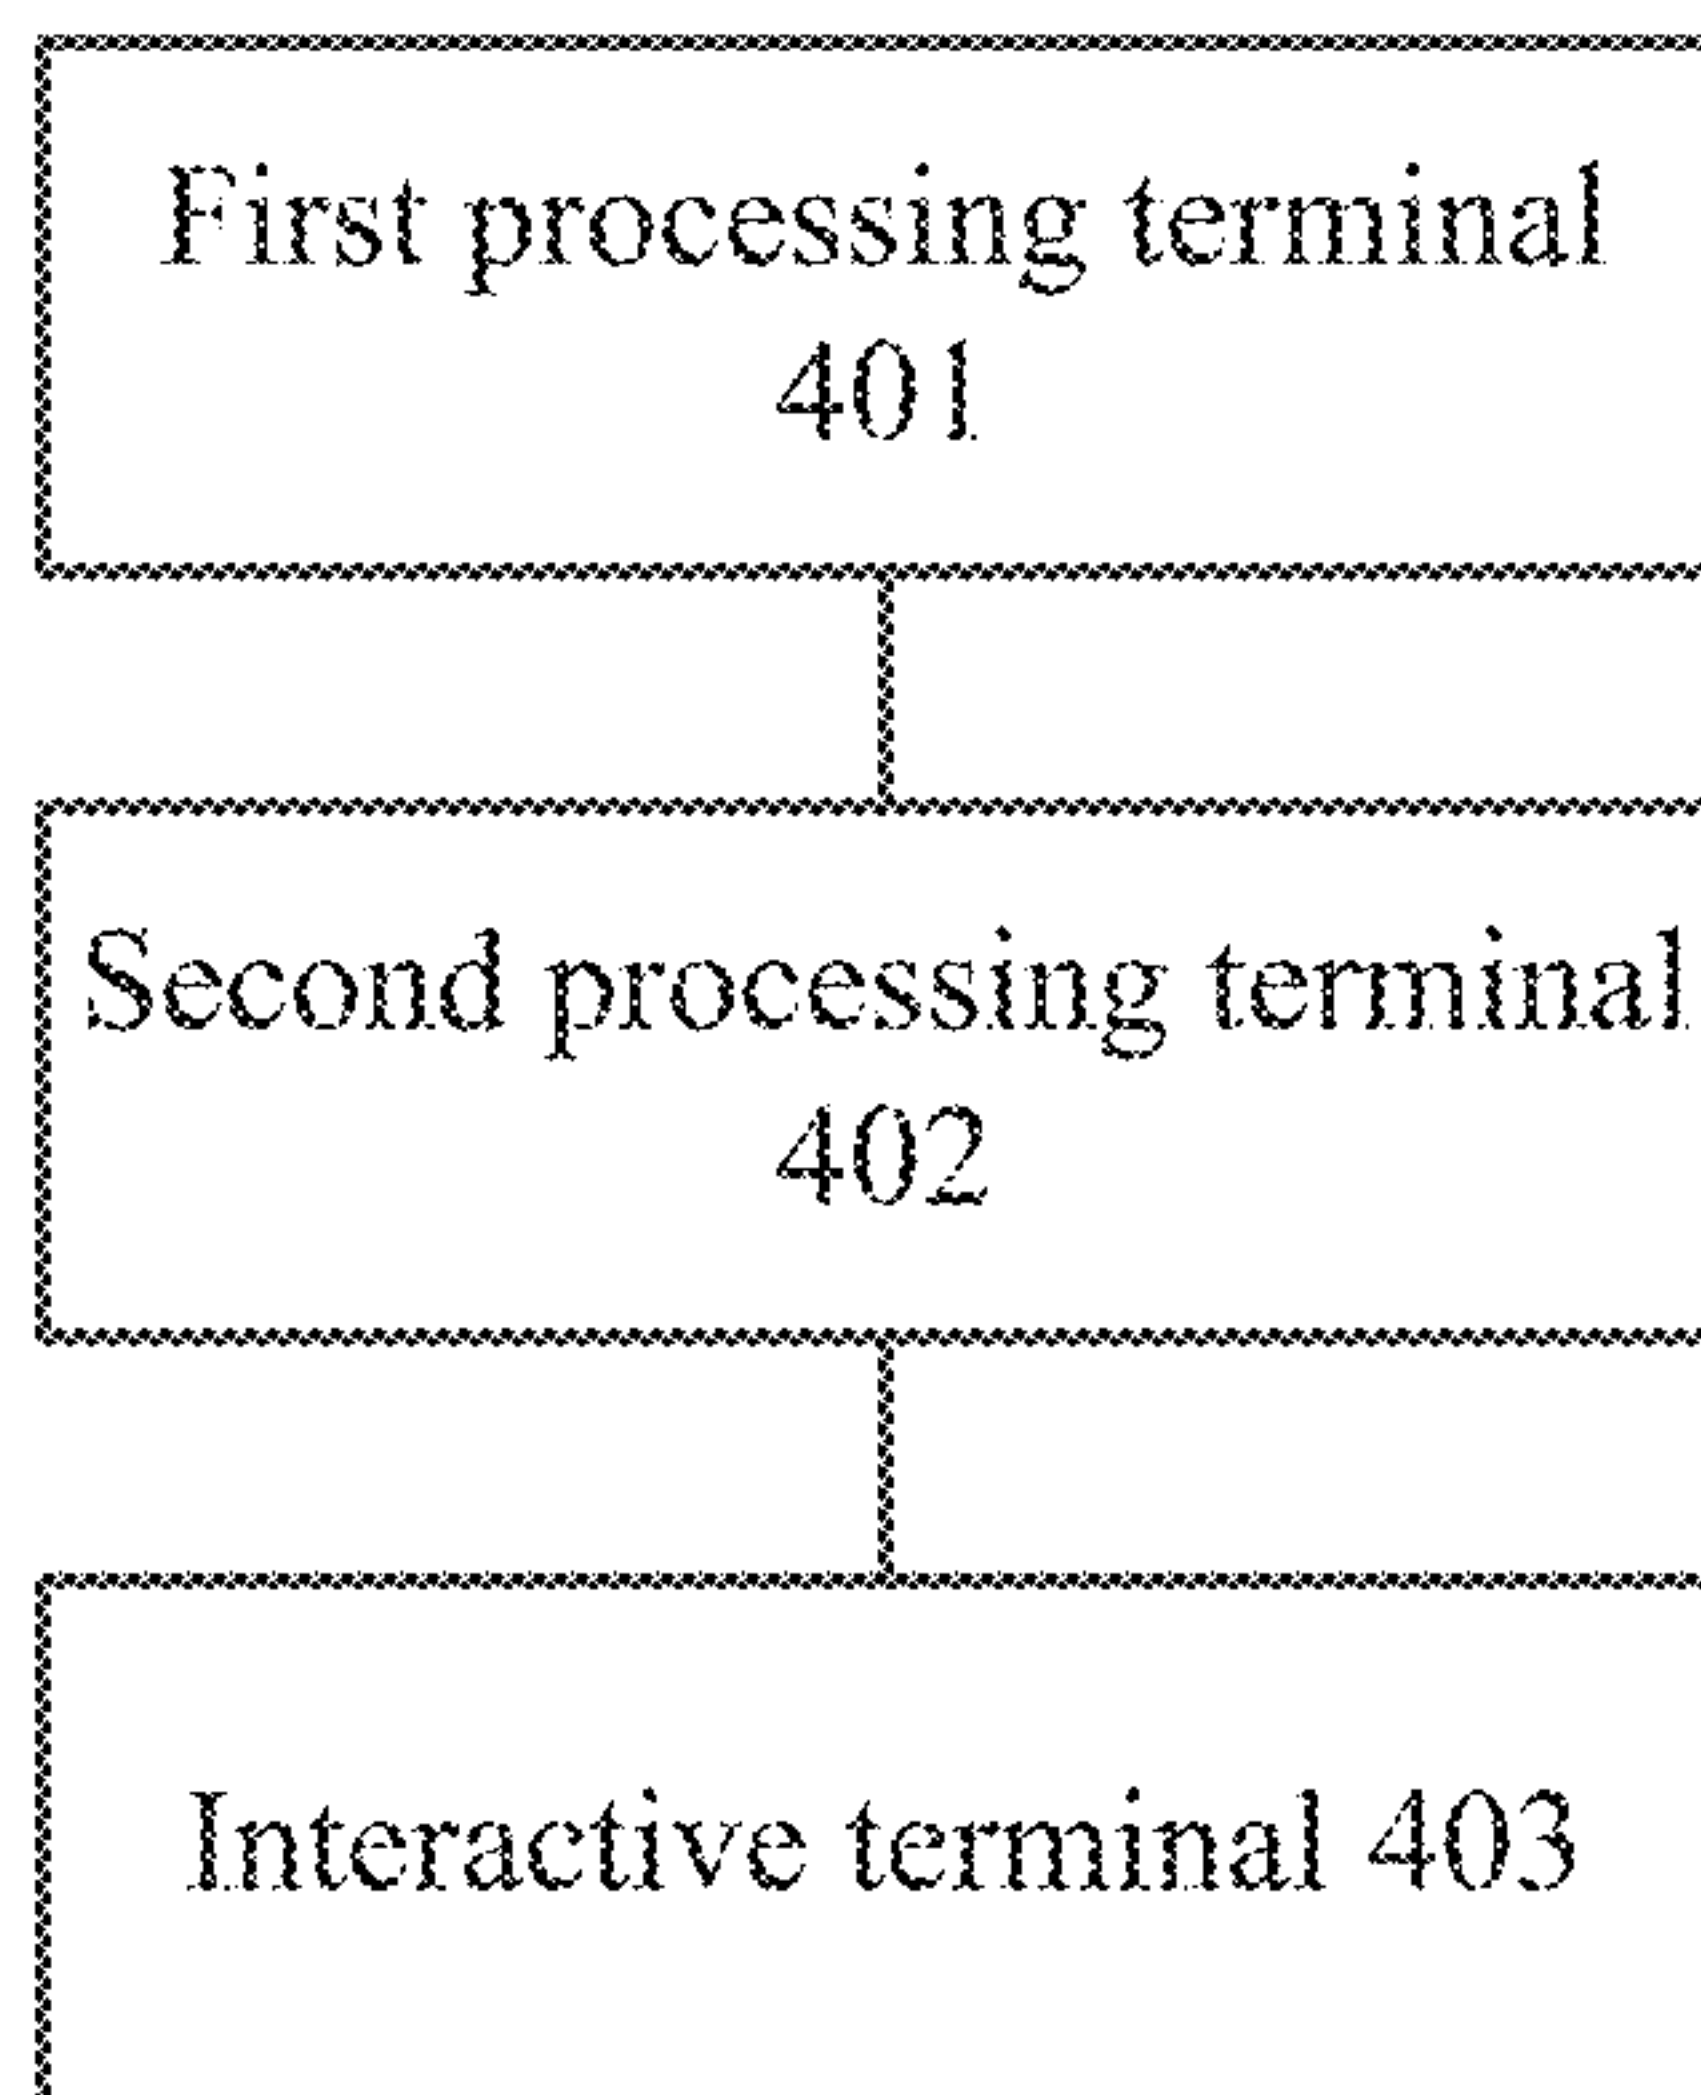 First processing terminal
401
Second processing terminal
402
Interactive terminal 403